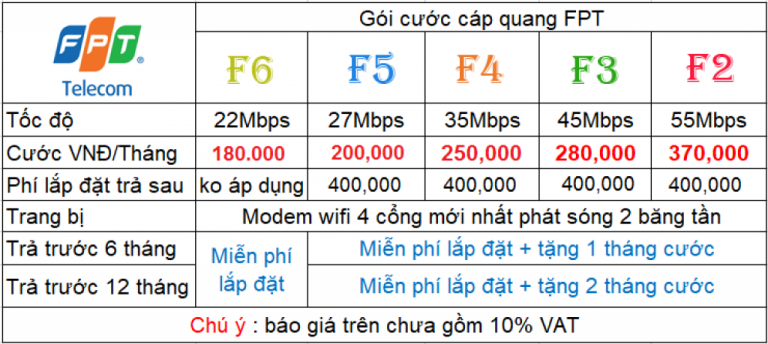 FPT
Telecom
Gói cước cáp quang FPT
F6 F5 F4 F3 F2
Tốc độ 22Mbps 27Mbps 35Mbps 45Mbps 55Mbps
Cước VNĐ/Tháng 180.000 200,000 250,000 280,000 370,000
Phí lắp đặt trả sau ko áp dụng 400,000 400,000 400,000 400,000
Trang bị Modem wifi 4 cổng mới nhất phát sóng 2 băng tần
Trả trước 6 tháng Miễn phí lắp đặt + tặng 1 tháng cước
Miễn phí
lắp đặt
Trả trước 12 tháng Miễn phí lắp đặt + tặng 2 tháng cước
Chú ý : báo giá trên chưa gồm 10% VAT